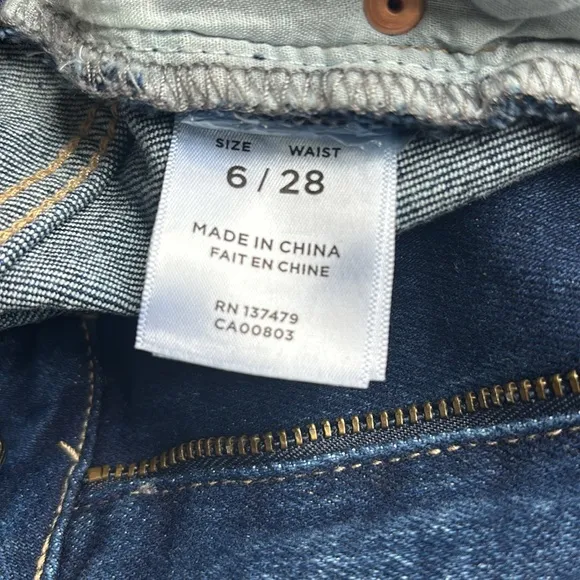 SIZE WAIST
6 / 28
MADE IN CHINA
FAIT EN CHINE
RN 137479
CA00803